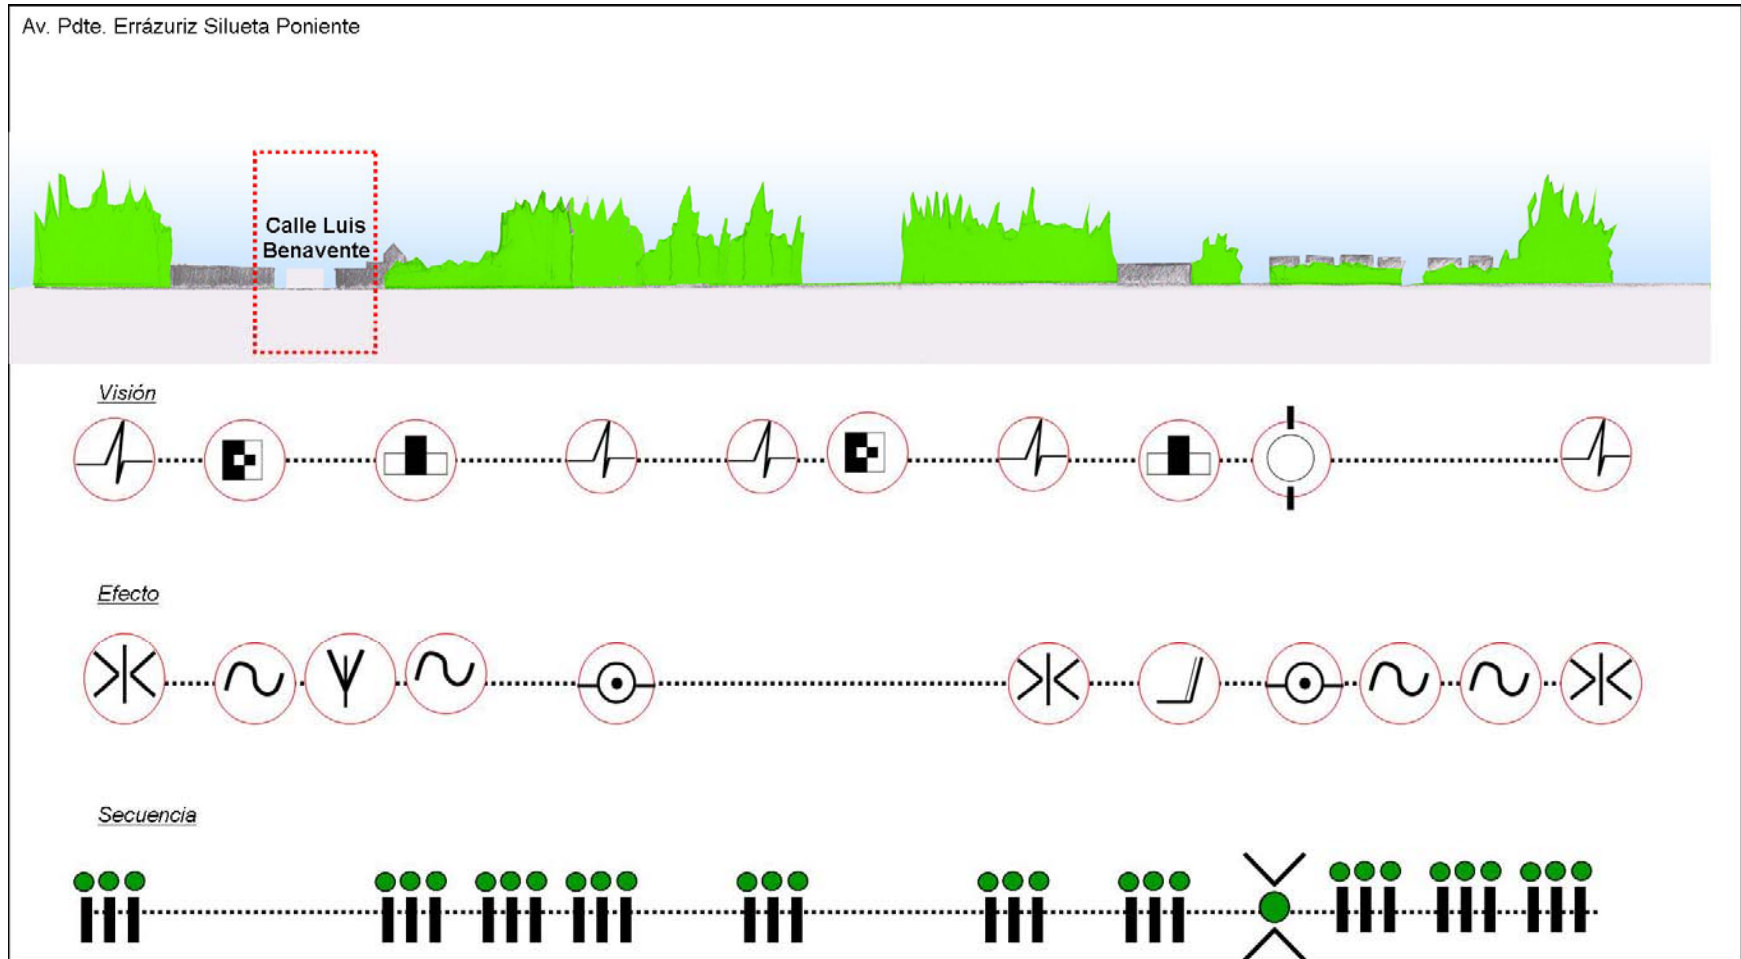 Av. Pdte. Errázuriz Silueta Poniente
Calle Luis
Benavente
Visión
Efecto
Secuencia